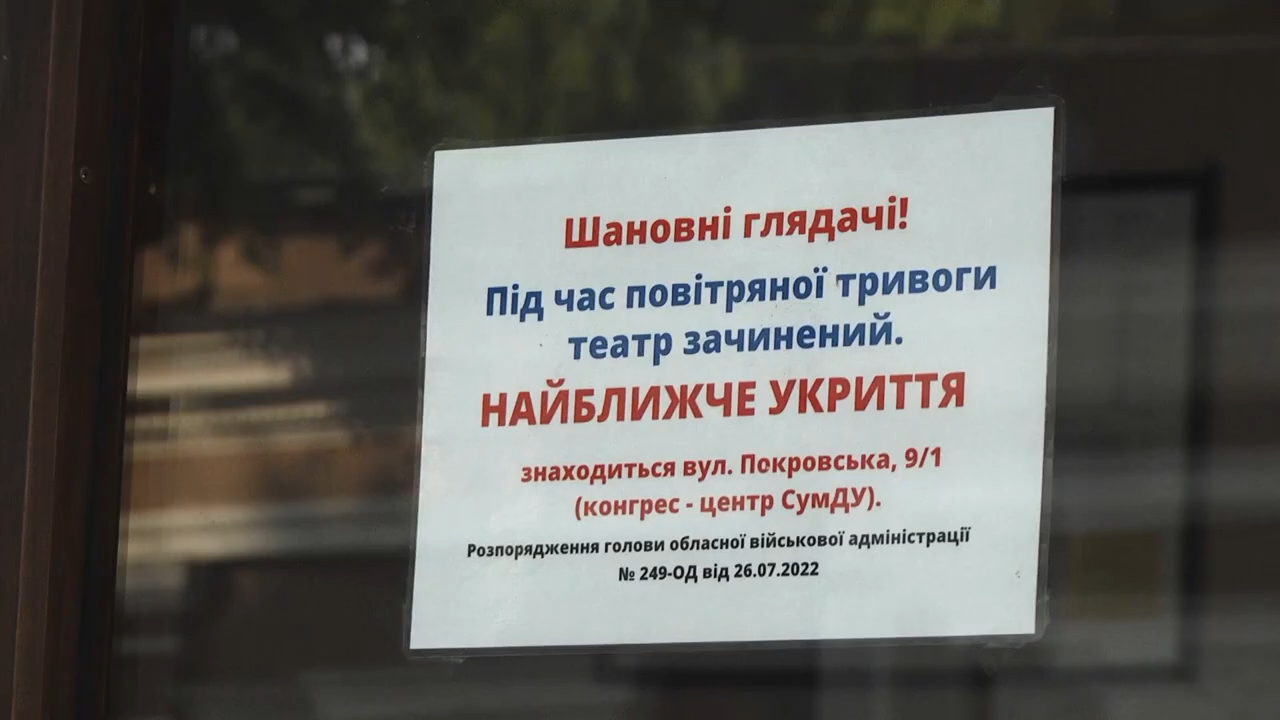 Шановні глядачі!
Під час повітряної тривоги
театр зачинений.
НАЙБЛИЖЧЕ УКРИТТЯ
знаходиться вул. Покровська, 9/1
(конгрес - центр СумДУ).
Розпорядження голови обласної військової адміністрації
№ 249-ОД від 26.07.2022